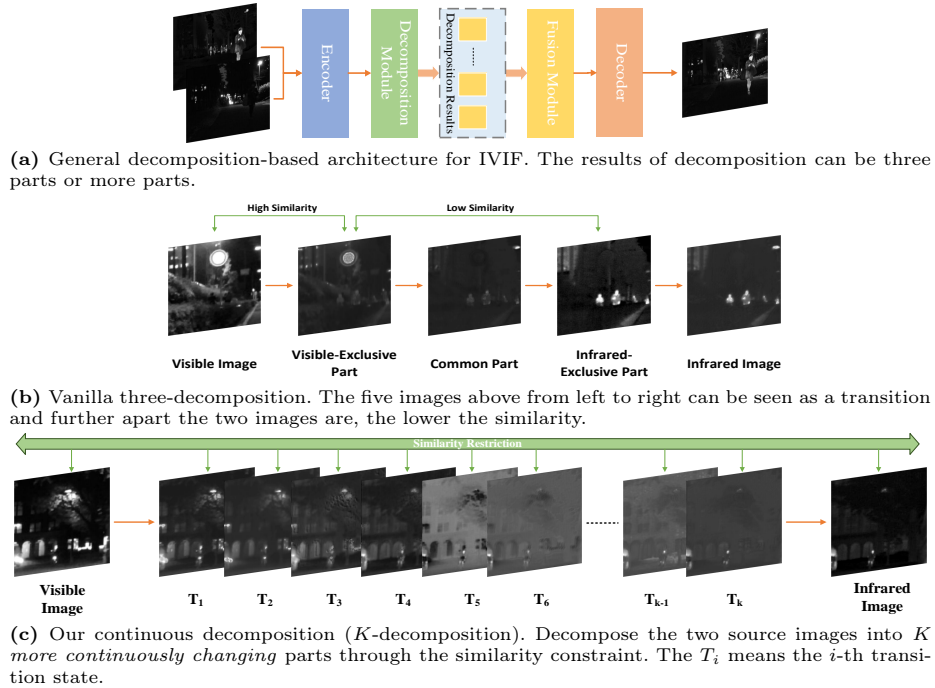 Encoder
Decomposition
Module
Decomposition Results
Fusion Module
Decoder
(a) General decomposition-based architecture for IVIF. The results of decomposition can be three
parts or more parts.
High Similarity
Low Similarity
Visible Image
Visible-Exclusive
Part
Common Part
Infrared-
Exclusive Part
Infrared Image
(b) Vanilla three-decomposition. The five images above from left to right can be seen as a transition
and further apart the two images are, the lower the similarity.
Similarity Restriction
Visible
Image
T₁
T₂
T₃
T₄
T₅
T₆
Tₖ₋₁
Tₖ
Infrared
Image
(c) Our continuous decomposition (K-decomposition). Decompose the two source images into K
more continuously changing parts through the similarity constraint. The Tᵢ means the i-th transi-
tion state.